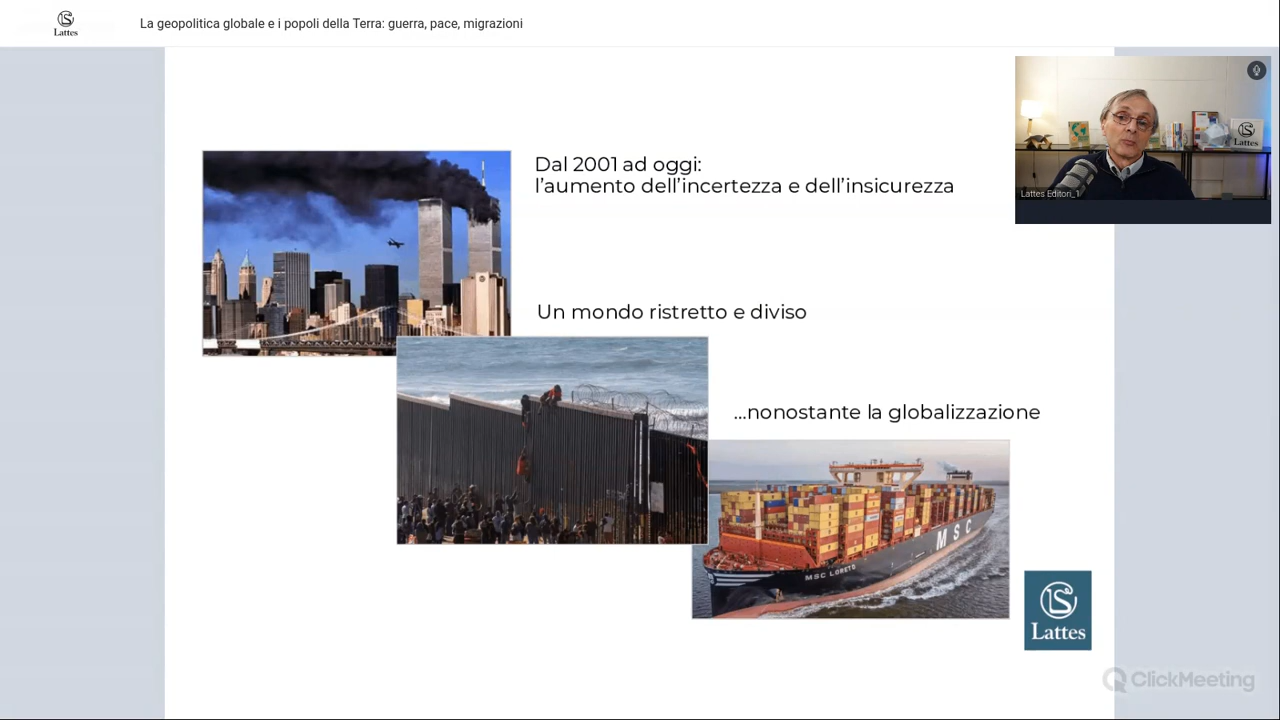 Lattes
La geopolitica globale e i popoli della Terra: guerra, pace, migrazioni
Dal 2001 ad oggi:
l'aumento dell'incertezza e dell'insicurezza
Lattes
Lattes Editori_1
Un mondo ristretto e diviso
...nonostante la globalizzazione
MSC
MSC LORETO
Lattes
ClickMeeting